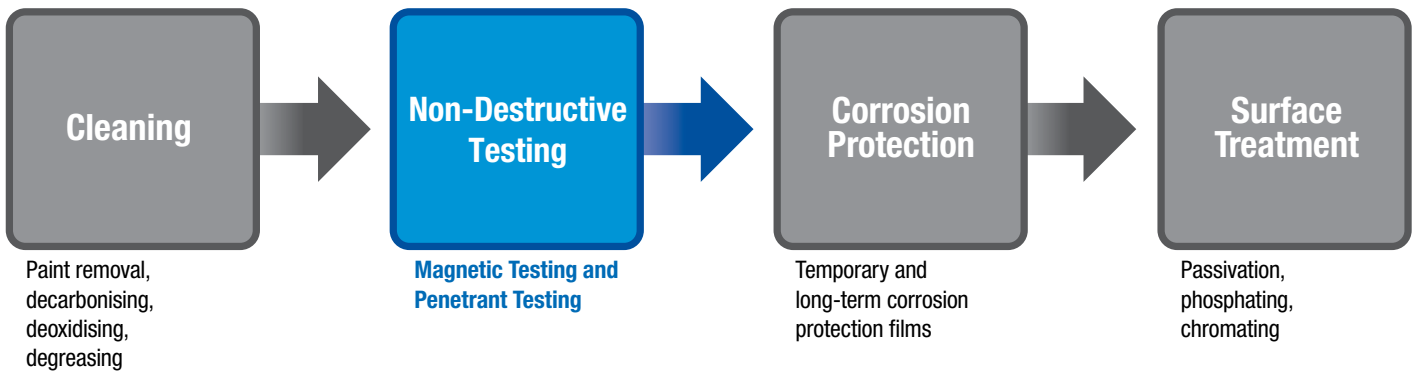 Cleaning
Non-Destructive
Testing
Corrosion
Protection
Surface
Treatment
Paint removal,
decarbonising,
deoxidising,
degreasing
Magnetic Testing and
Penetrant Testing
Temporary and
long-term corrosion
protection films
Passivation,
phosphating,
chromating